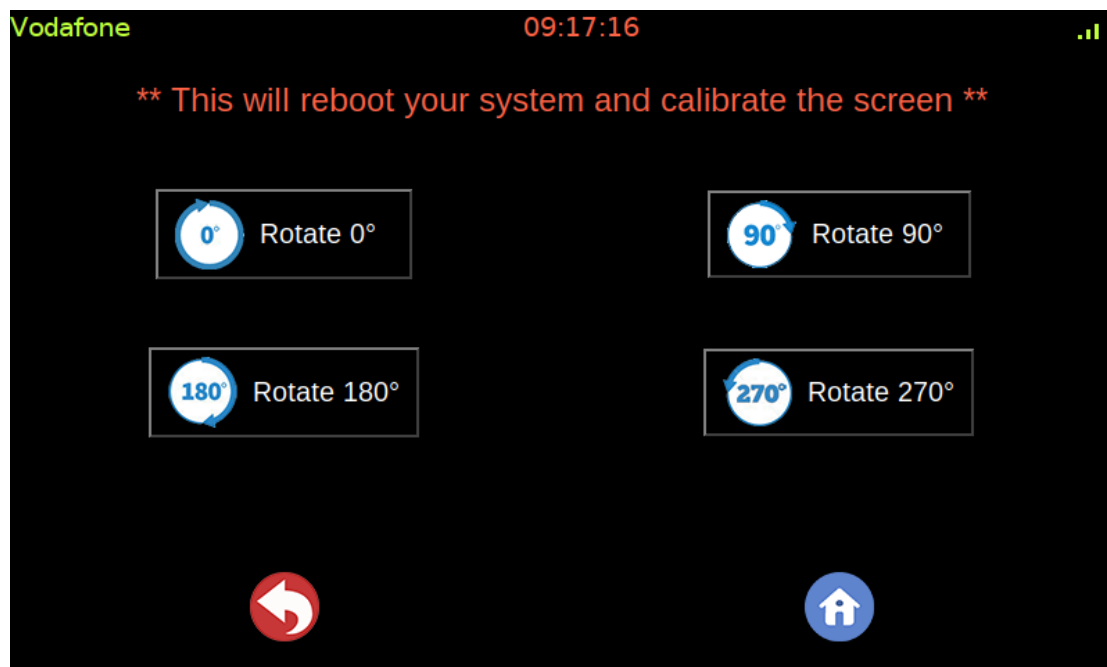 Vodafone 09:17:16
** This will reboot your system and calibrate the screen **
0° Rotate 0° 90° Rotate 90°
180° Rotate 180° 270° Rotate 270°